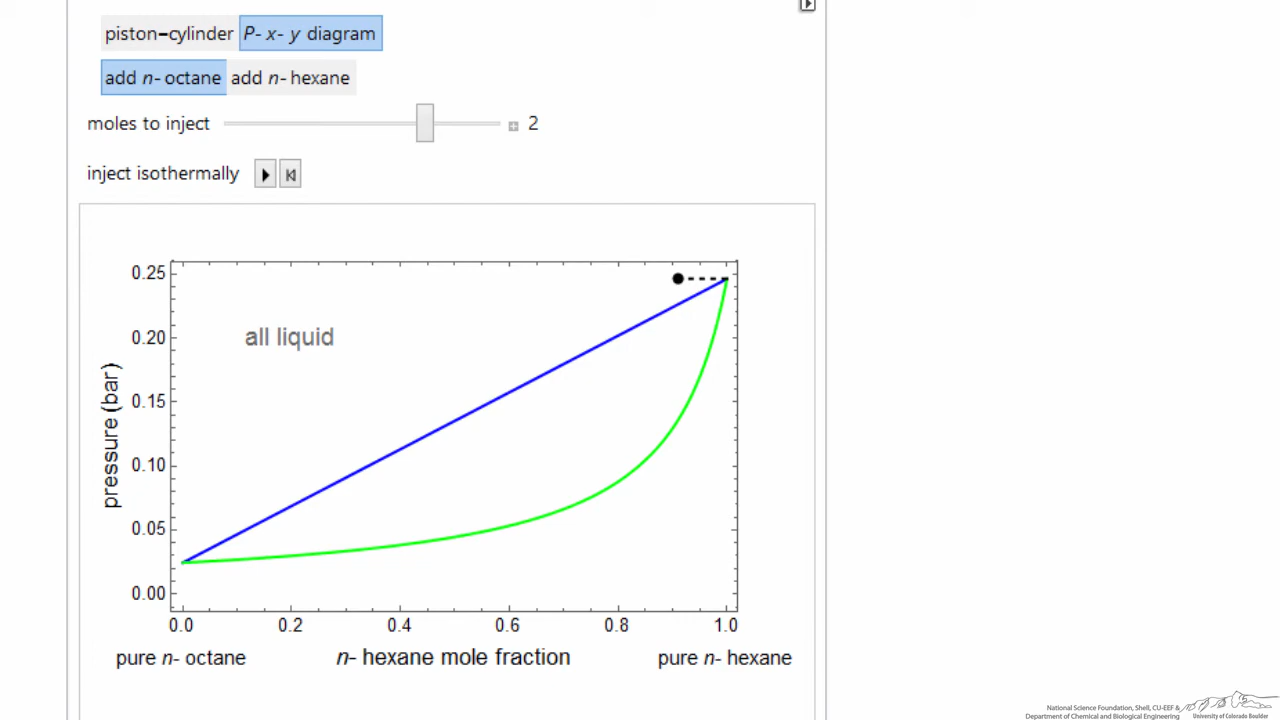 piston−cylinder P- x- y diagram
add n- octane add n- hexane
moles to inject 2
inject isothermally
0.25
0.20
0.15
0.10
0.05
0.00
pressure (bar)
all liquid
0.0 0.2 0.4 0.6 0.8 1.0
pure n- octane n- hexane mole fraction pure n- hexane
National Science Foundation, Shell, CU-EEF &
Department of Chemical and Biological Engineering
University of Colorado Boulder